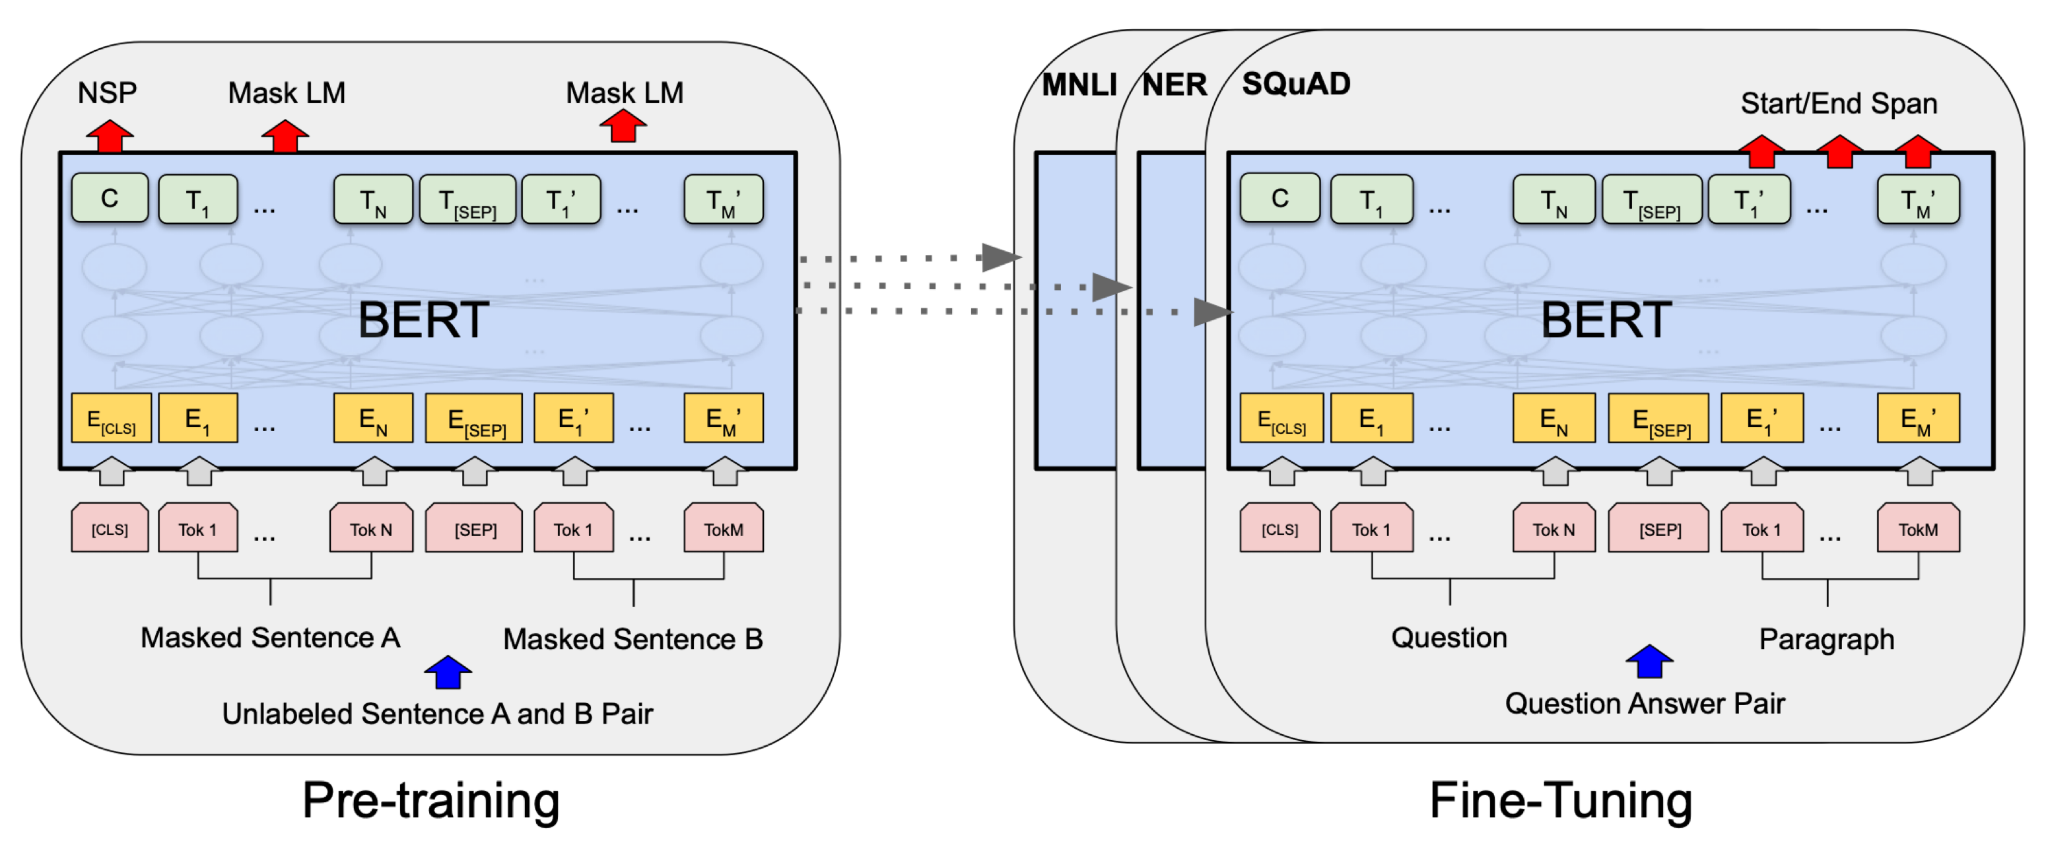 NSP Mask LM Mask LM
C T1 ... TN T[SEP] T1’ ... TM’
...
BERT
...
E[CLS] E1 ... EN E[SEP] E1’ ... EM’
[CLS] Tok 1 ... Tok N [SEP] Tok 1 ... TokM
Masked Sentence A Masked Sentence B
Unlabeled Sentence A and B Pair
Pre-training
MNLI NER SQuAD
Start/End Span
C T1 ... TN T[SEP] T1’ ... TM’
...
BERT
...
E[CLS] E1 ... EN E[SEP] E1’ ... EM’
[CLS] Tok 1 ... Tok N [SEP] Tok 1 ... TokM
Question Paragraph
Question Answer Pair
Fine-Tuning